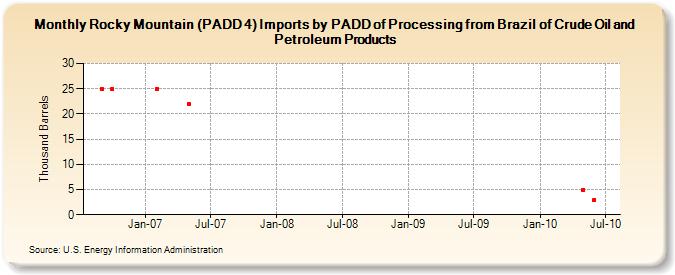 Monthly Rocky Mountain (PADD 4) Imports by PADD of Processing from Brazil of Crude Oil and
Petroleum Products
Thousand Barrels
30
25
20
15
10
5
0
Jan-07 Jul-07 Jan-08 Jul-08 Jan-09 Jul-09 Jan-10 Jul-10
Source: U.S. Energy Information Administration